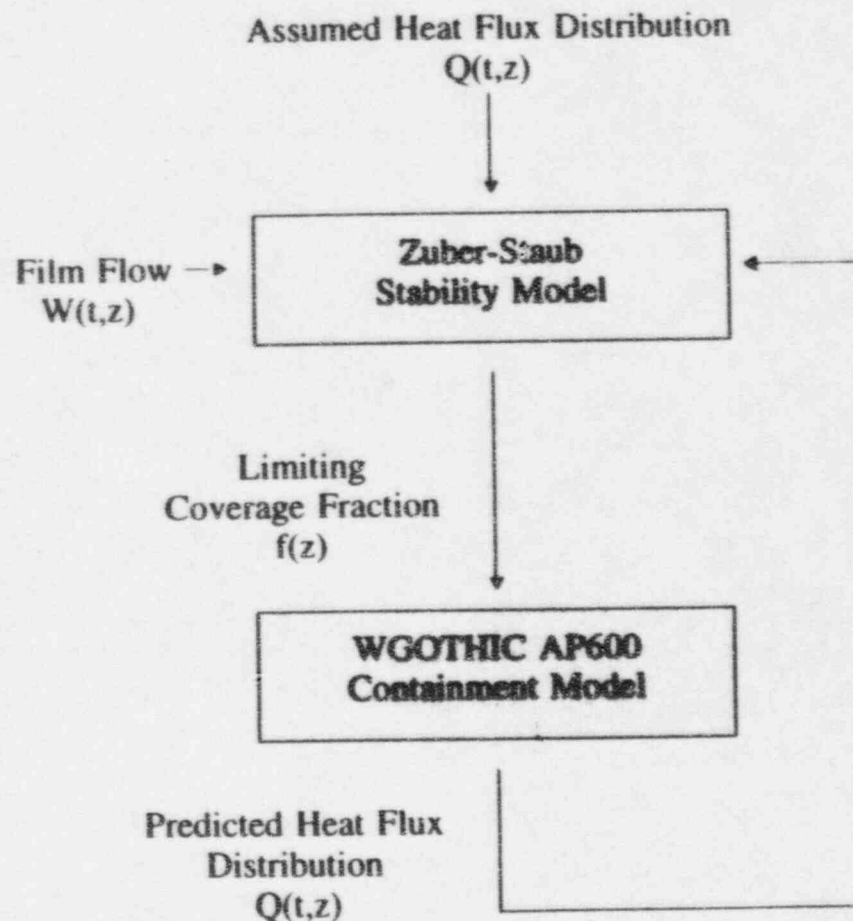 Assumed Heat Flux Distribution
Q(t,z)
Zuber-Staub
Stability Model
Film Flow
W(t,z)
Limiting
Coverage Fraction
f(z)
WGOTHIC AP600
Containment Model
Predicted Heat Flux
Distribution
Q(t,z)